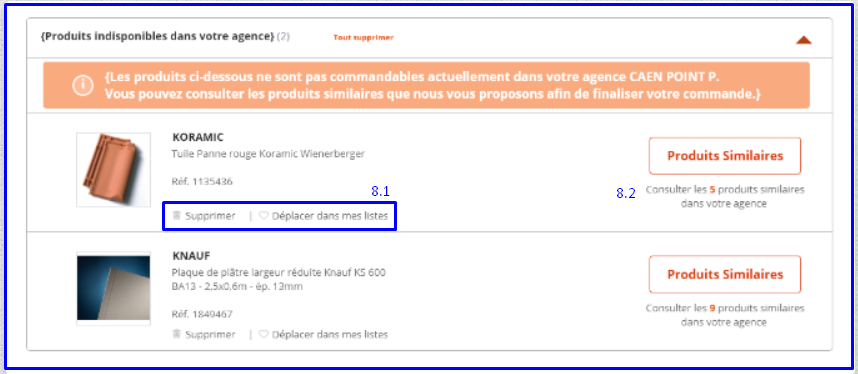 {Produits indisponibles dans votre agence} (2) Tout supprimer
{Les produits ci-dessous ne sont pas commandables actuellement dans votre agence CAEN POINT P.
Vous pouvez consulter les produits similaires que nous vous proposons afin de finaliser votre commande.}
KORAMIC
Tuile Panne rouge Koramic Wienerberger
Réf. 1135436
8.1
Supprimer | Déplacer dans mes listes
Produits Similaires
8.2
Consulter les 5 produits similaires
dans votre agence
KNAUF
Plaque de plâtre largeur réduite Knauf KS 600
BA13 - 2,5x0,6m - ép. 13mm
Réf. 1849467
Supprimer | Déplacer dans mes listes
Produits Similaires
Consulter les 9 produits similaires
dans votre agence